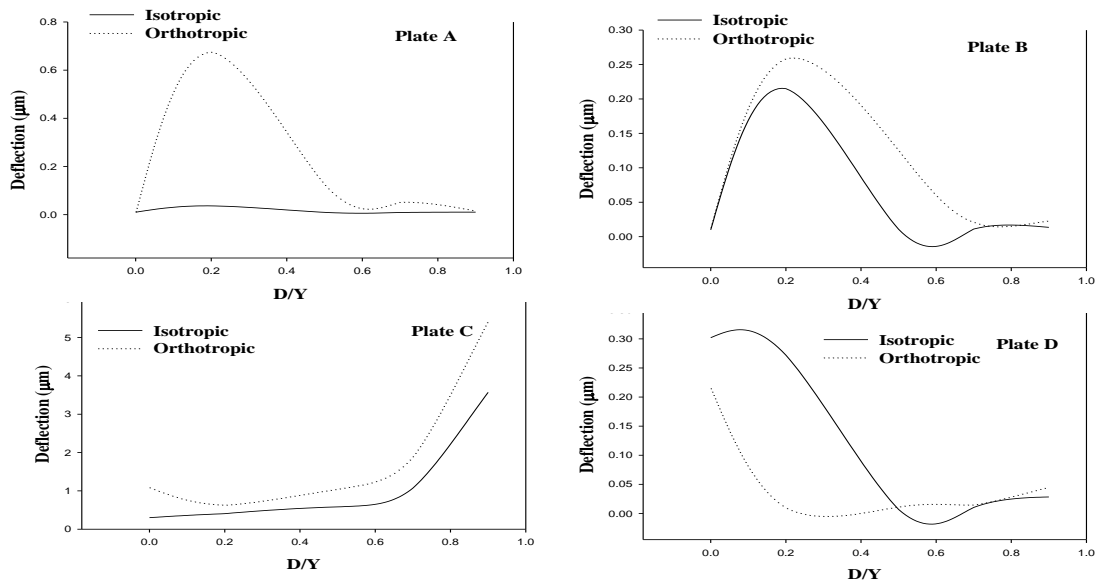 Isotropic
Orthotropic
Plate A
Deflection (µm)
0.8
0.6
0.4
0.2
0.0
0.0 0.2 0.4 0.6 0.8 1.0
D/Y
Isotropic
Orthotropic
Plate B
Deflection (µm)
0.30
0.25
0.20
0.15
0.10
0.05
0.00
0.0 0.2 0.4 0.6 0.8 1.0
D/Y
Isotropic
Orthotropic
Plate C
Deflection (µm)
5
4
3
2
1
0
0.0 0.2 0.4 0.6 0.8 1.0
D/Y
Isotropic
Orthotropic
Plate D
Deflection (µm)
0.30
0.25
0.20
0.15
0.10
0.05
0.00
0.0 0.2 0.4 0.6 0.8 1.0
D/Y